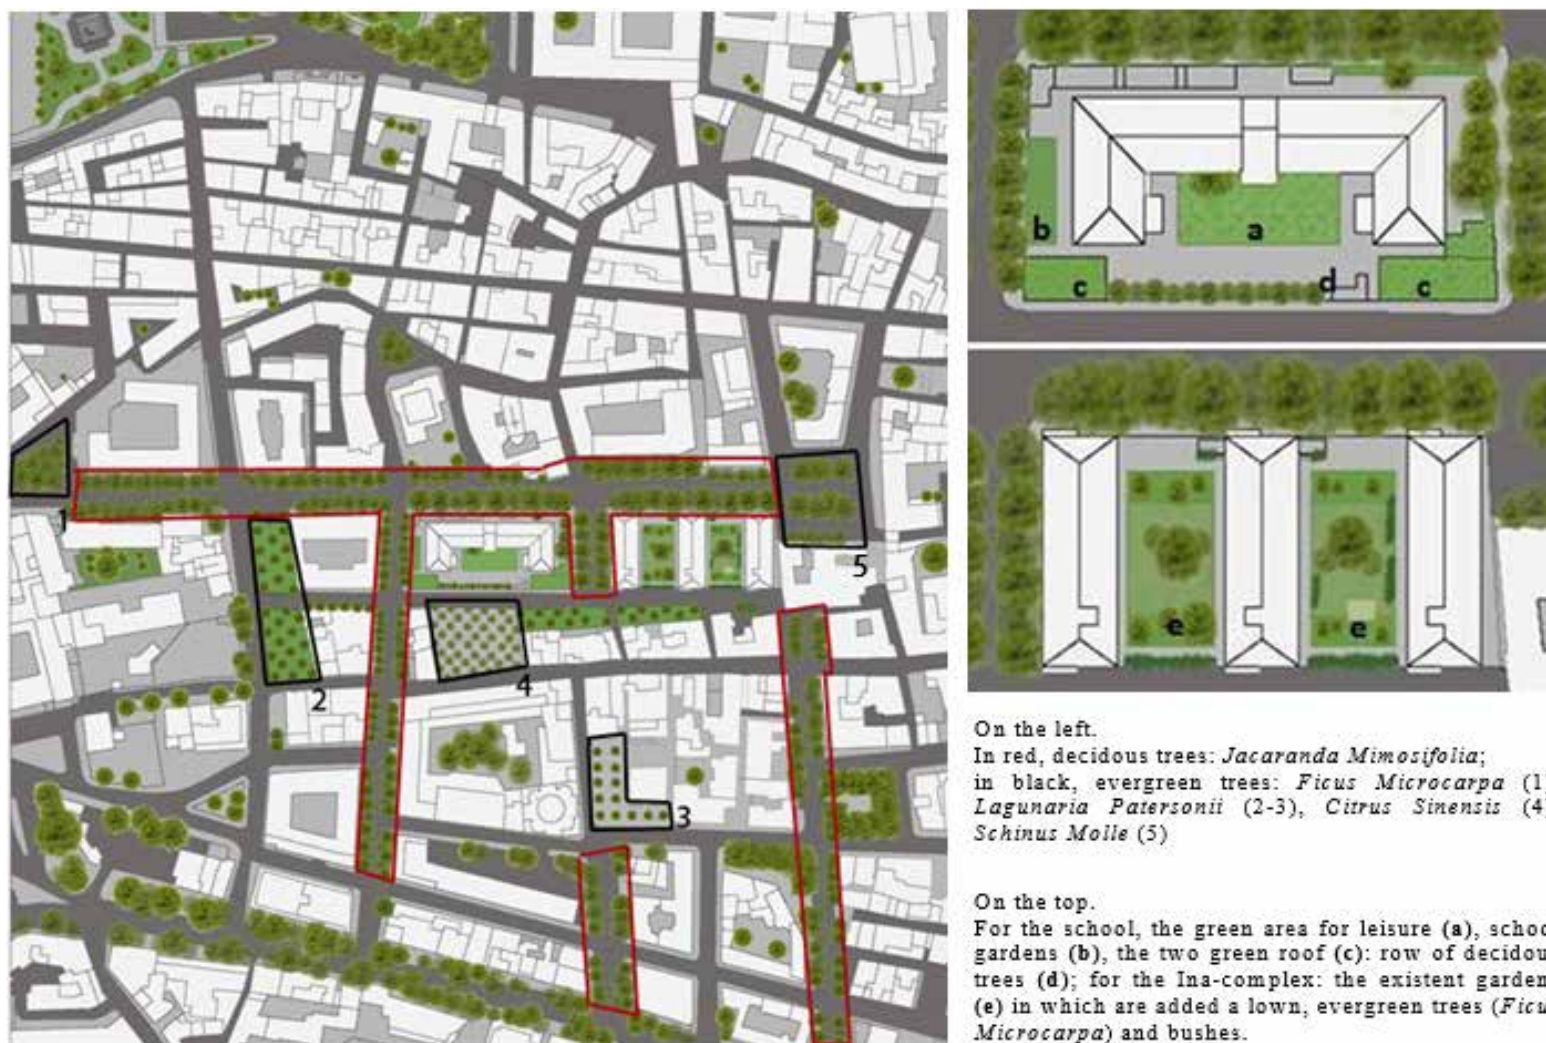 1
2
3
4
5
b
a
c
d
c
e
e
On the left.
In red, decidous trees: Jacaranda Mimosifolia;
in black, evergreen trees: Ficus Microcarpa (1)
Lagunaria Patersonii (2-3), Citrus Sinensis (4)
Schinus Molle (5)
On the top.
For the school, the green area for leisure (a), schoo
gardens (b), the two green roof (c): row of decidou
trees (d); for the Ina-complex: the existent garden
(e) in which are added a lown, evergreen trees (Ficu
Microcarpa) and bushes.